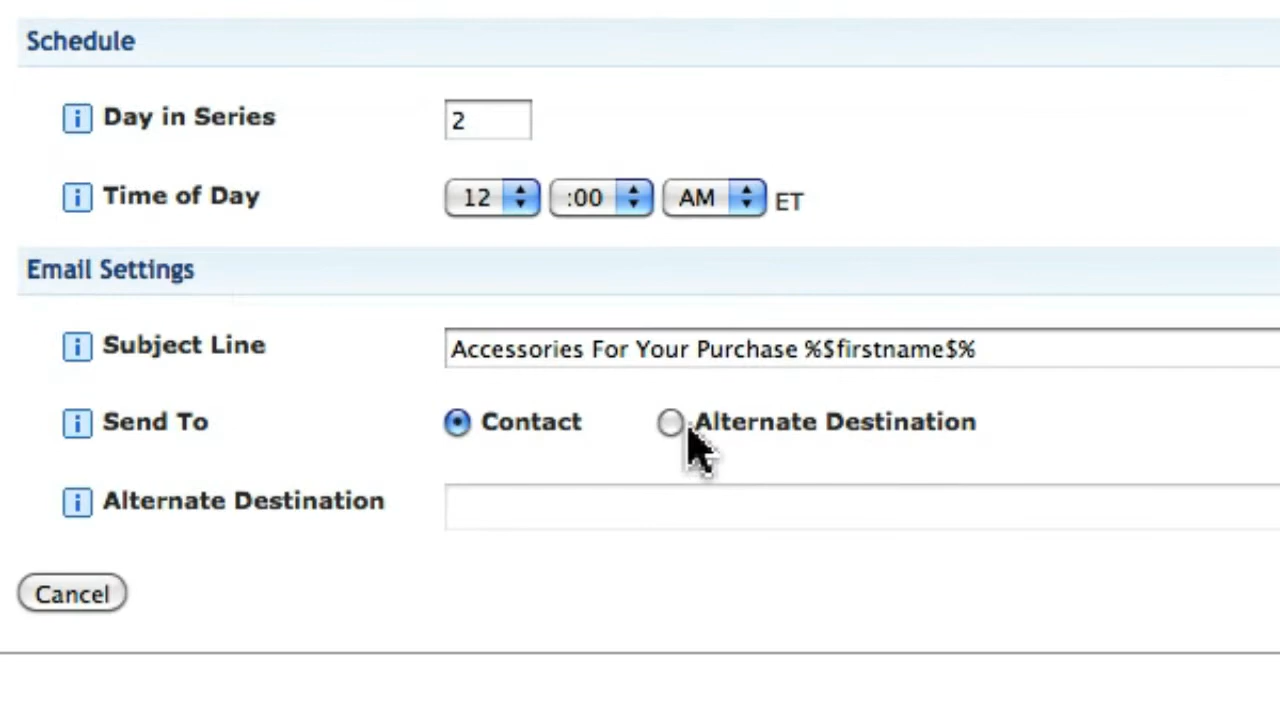 Schedule
i Day in Series 2
i Time of Day 12 :00 AM ET
Email Settings
i Subject Line Accessories For Your Purchase %$firstname$%
i Send To Contact Alternate Destination
i Alternate Destination
Cancel